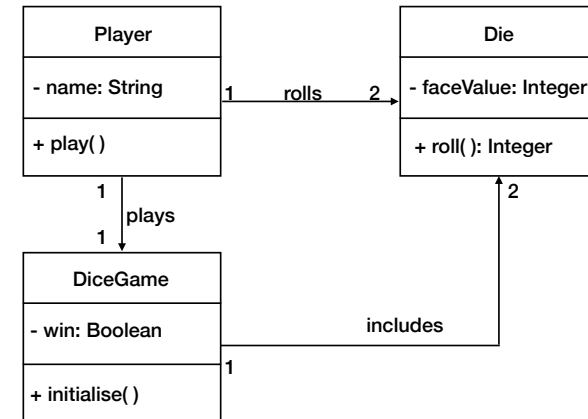 Player
- name: String
+ play( )
1 rolls 2
Die
- faceValue: Integer
+ roll( ): Integer
1
plays
1
2
DiceGame
- win: Boolean
+ initialise( )
includes
1